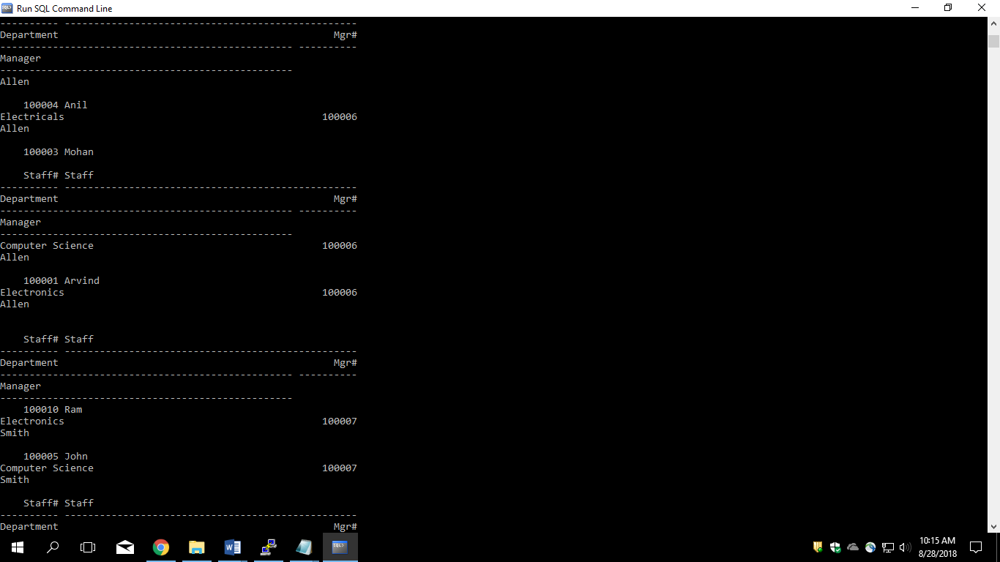 Run SQL Command Line
---------- --------------------------------------------------
Department                                               Mgr#
-------------------------------------------------- ----------
Manager
--------------------------------------------------
Allen
    100004 Anil
Electricals                                            100006
Allen
    100003 Mohan
    Staff# Staff
---------- --------------------------------------------------
Department                                               Mgr#
-------------------------------------------------- ----------
Manager
--------------------------------------------------
Computer Science                                       100006
Allen
    100001 Arvind
Electronics                                            100006
Allen
    Staff# Staff
---------- --------------------------------------------------
Department                                               Mgr#
-------------------------------------------------- ----------
Manager
--------------------------------------------------
    100010 Ram
Electronics                                            100007
Smith
    100005 John
Computer Science                                       100007
Smith
    Staff# Staff
---------- --------------------------------------------------
Department                                               Mgr#
SQL>
10:15 AM
8/28/2018